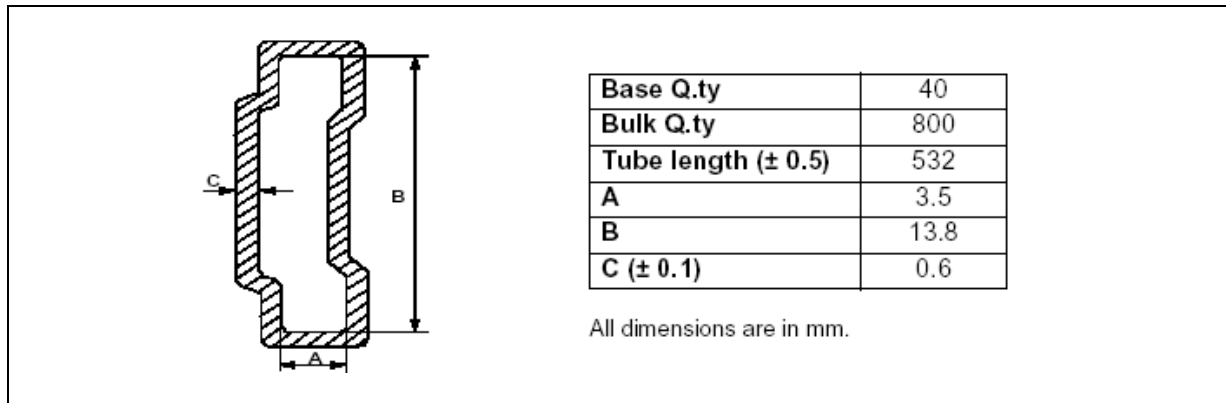 C
B
A
Base Q.ty 40
Bulk Q.ty 800
Tube length (± 0.5) 532
A 3.5
B 13.8
C (± 0.1) 0.6
All dimensions are in mm.